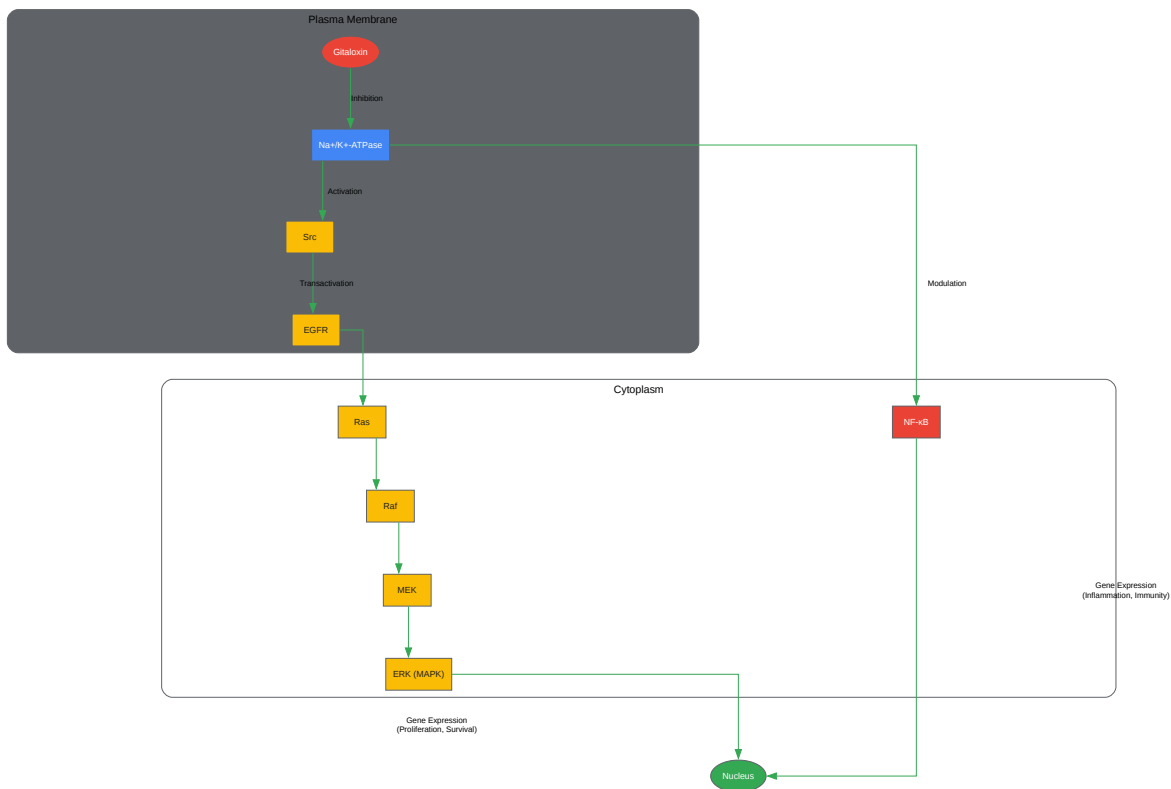 Plasma Membrane
Gitaloxin
Inhibition
Na+/K+-ATPase
Activation
Src
Transactivation
Modulation
EGFR
Cytoplasm
Ras
NF-κB
Raf
MEK
Gene Expression
(Inflammation, Immunity)
ERK (MAPK)
Gene Expression
(Proliferation, Survival)
Nucleus